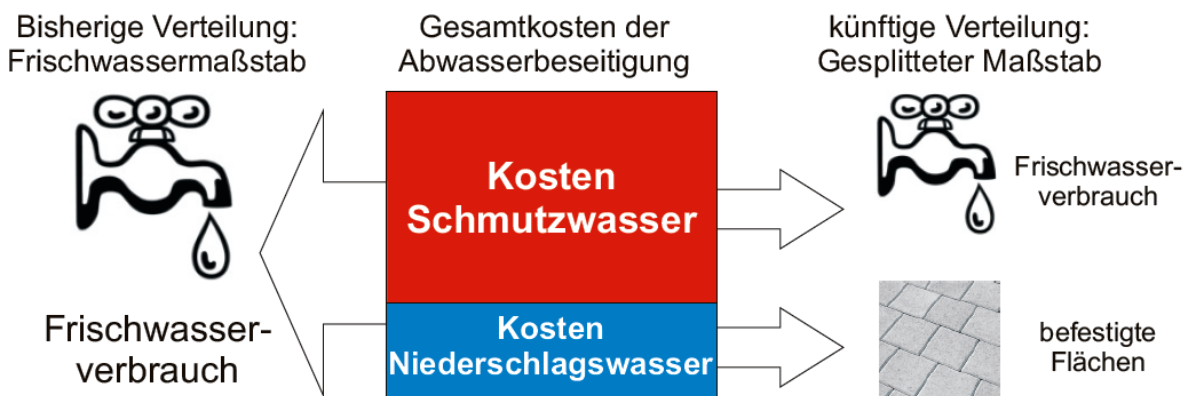 Bisherige Verteilung:
Frischwassermaßstab
Frischwasser-
verbrauch
Gesamtkosten der
Abwasserbeseitigung
Kosten
Schmutzwasser
Kosten
Niederschlagswasser
künftige Verteilung:
Gesplitteter Maßstab
Frischwasser-
verbrauch
befestigte
Flächen